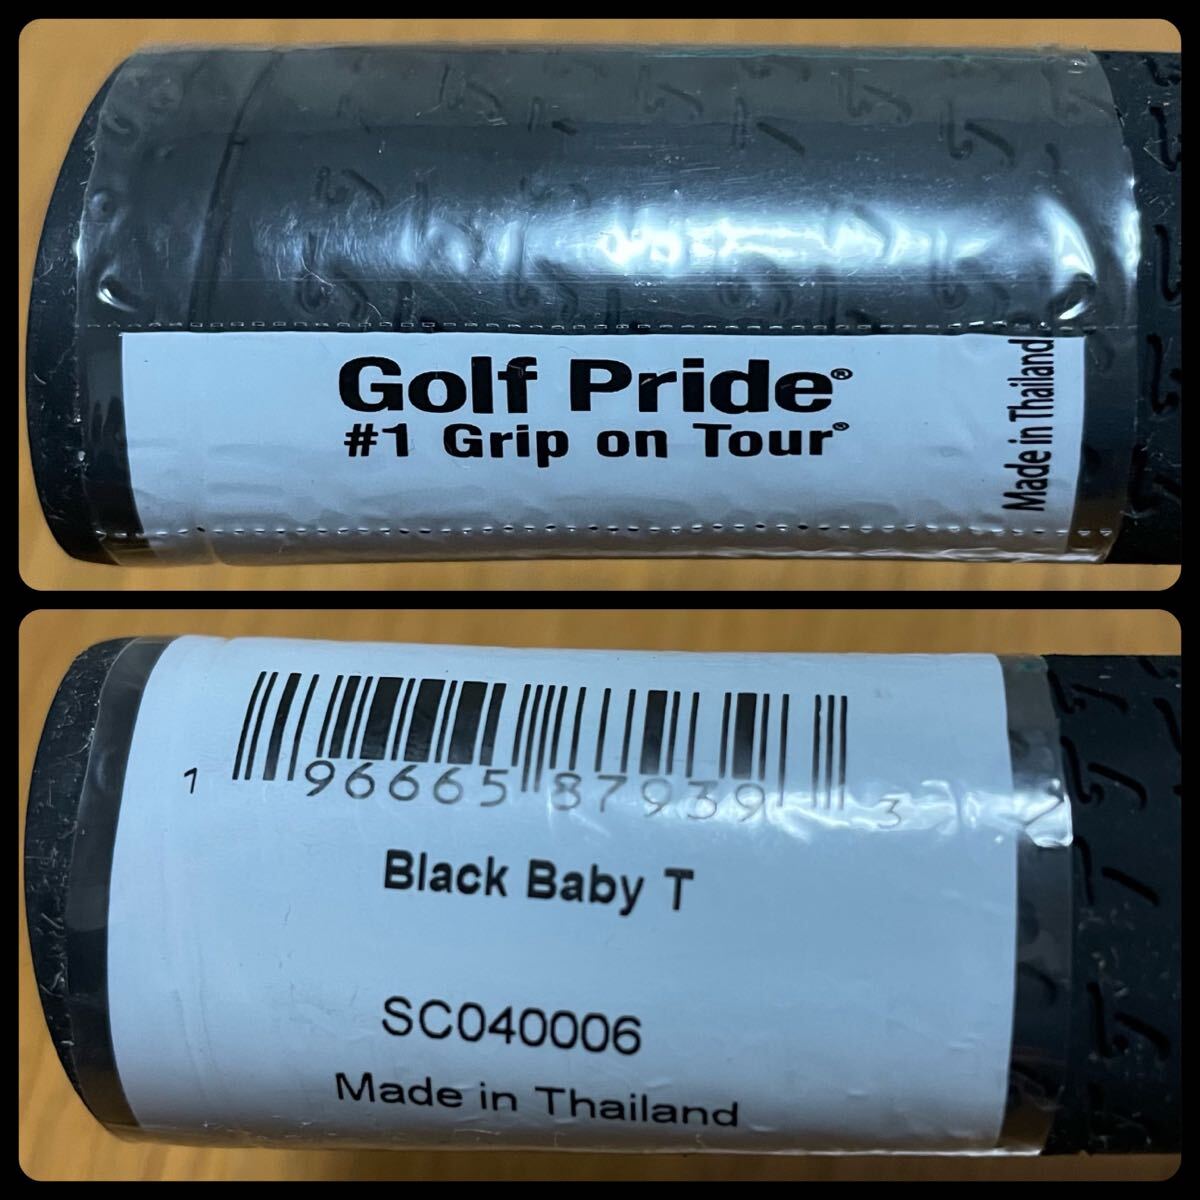 Golf Pride®
#1 Grip on Tour®
Made in Thailand
1 96665 87939 3
Black Baby T
SC040006
Made in Thailand